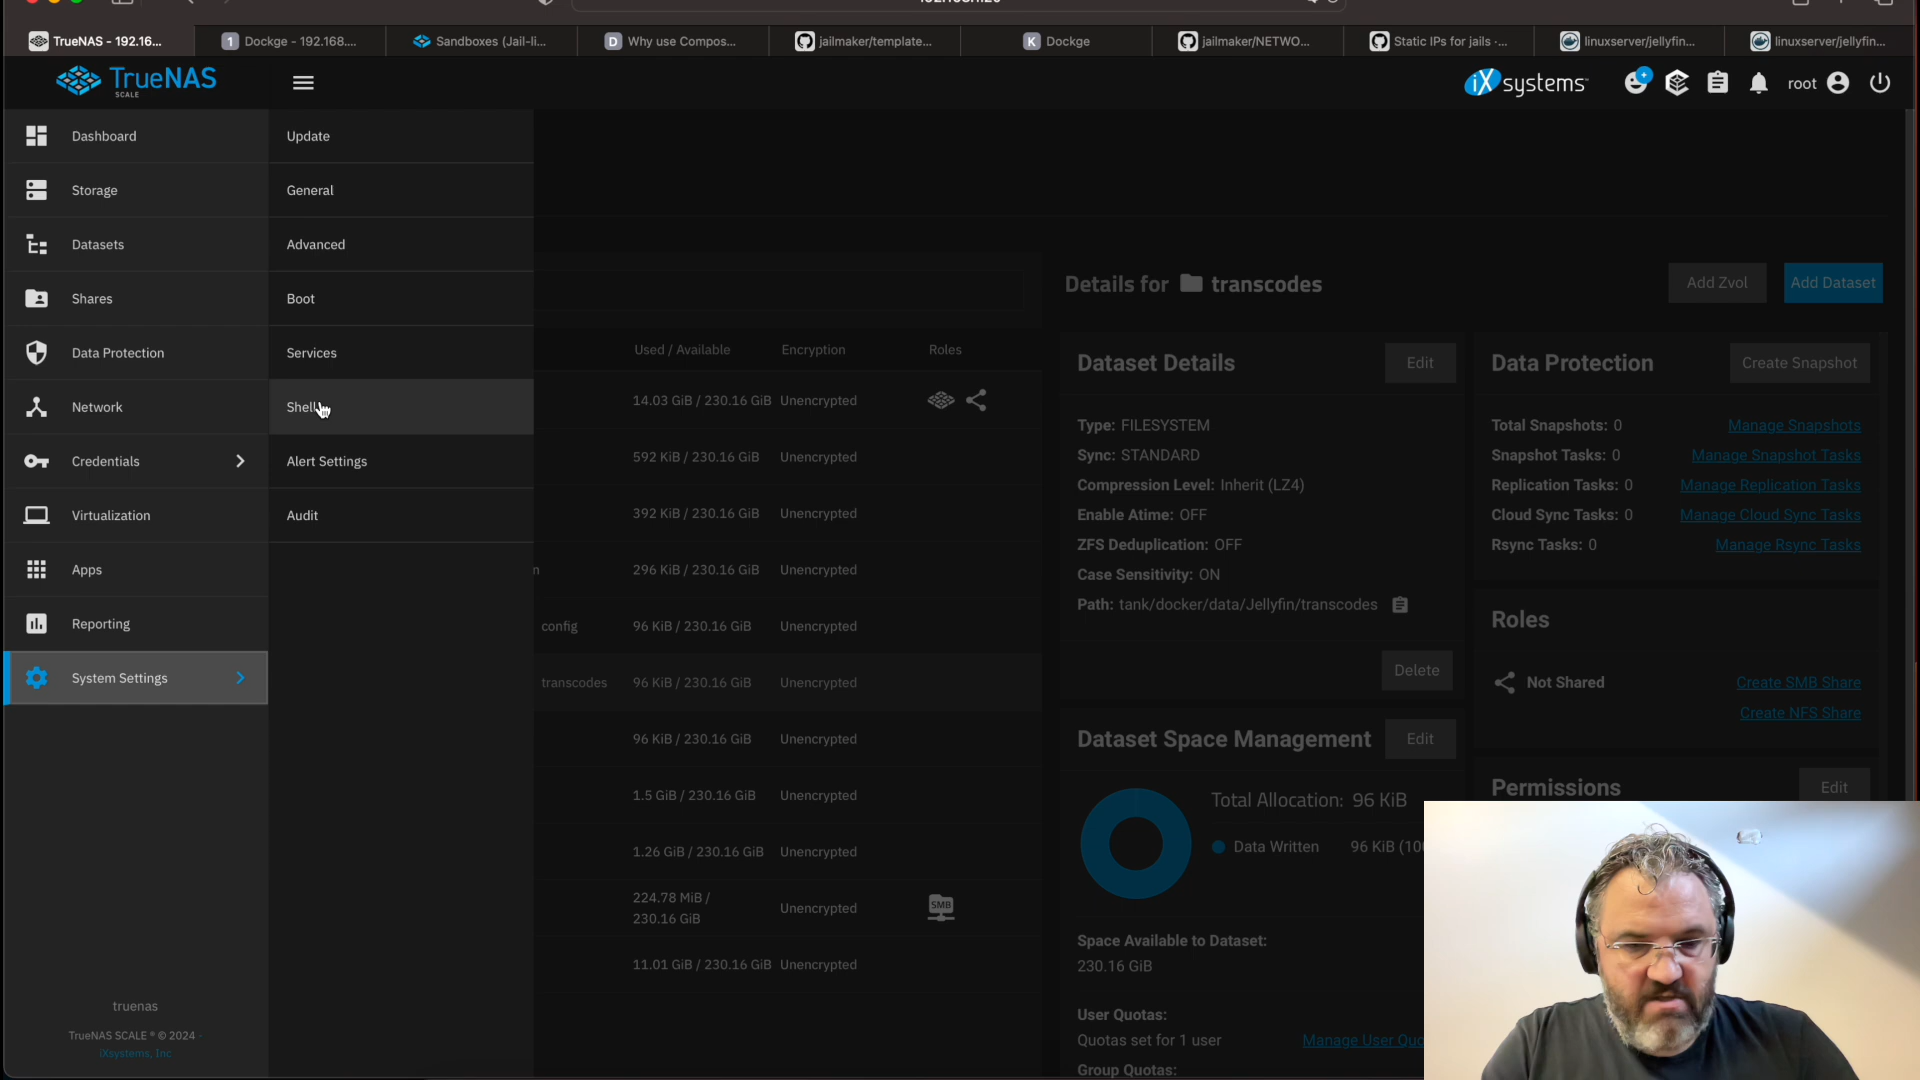 TrueNAS - 192.16...
1 Dockge - 192.168....
Sandboxes (Jail-li...
D Why use Compos...
jailmaker/template...
K Dockge
jailmaker/NETWO...
Static IPs for jails ·...
linuxserver/jellyfin...
linuxserver/jellyfin...
TrueNAS
SCALE
iX systems
root
Dashboard
Storage
Datasets
Shares
Data Protection
Network
Credentials
Virtualization
Apps
Reporting
System Settings
truenas
TrueNAS SCALE ® © 2024 -
iXsystems, Inc
Update
General
Advanced
Boot
Services
Shell
Alert Settings
Audit
Used / Available Encryption Roles
14.03 GiB / 230.16 GiB Unencrypted
592 KiB / 230.16 GiB Unencrypted
392 KiB / 230.16 GiB Unencrypted
n 296 KiB / 230.16 GiB Unencrypted
config 96 KiB / 230.16 GiB Unencrypted
transcodes 96 KiB / 230.16 GiB Unencrypted
96 KiB / 230.16 GiB Unencrypted
1.5 GiB / 230.16 GiB Unencrypted
1.26 GiB / 230.16 GiB Unencrypted
224.78 MiB /
230.16 GiB Unencrypted
SMB
11.01 GiB / 230.16 GiB Unencrypted
Details for transcodes
Add Zvol
Add Dataset
Dataset Details
Edit
Type: FILESYSTEM
Sync: STANDARD
Compression Level: Inherit (LZ4)
Enable Atime: OFF
ZFS Deduplication: OFF
Case Sensitivity: ON
Path: tank/docker/data/Jellyfin/transcodes
Delete
Dataset Space Management
Edit
Total Allocation: 96 KiB
Data Written 96 KiB (10
Space Available to Dataset:
230.16 GiB
User Quotas:
Quotas set for 1 user
Manage User Quo
Group Quotas:
Data Protection
Create Snapshot
Total Snapshots: 0 Manage Snapshots
Snapshot Tasks: 0 Manage Snapshot Tasks
Replication Tasks: 0 Manage Replication Tasks
Cloud Sync Tasks: 0 Manage Cloud Sync Tasks
Rsync Tasks: 0 Manage Rsync Tasks
Roles
Not Shared
Create SMB Share
Create NFS Share
Permissions
Edit